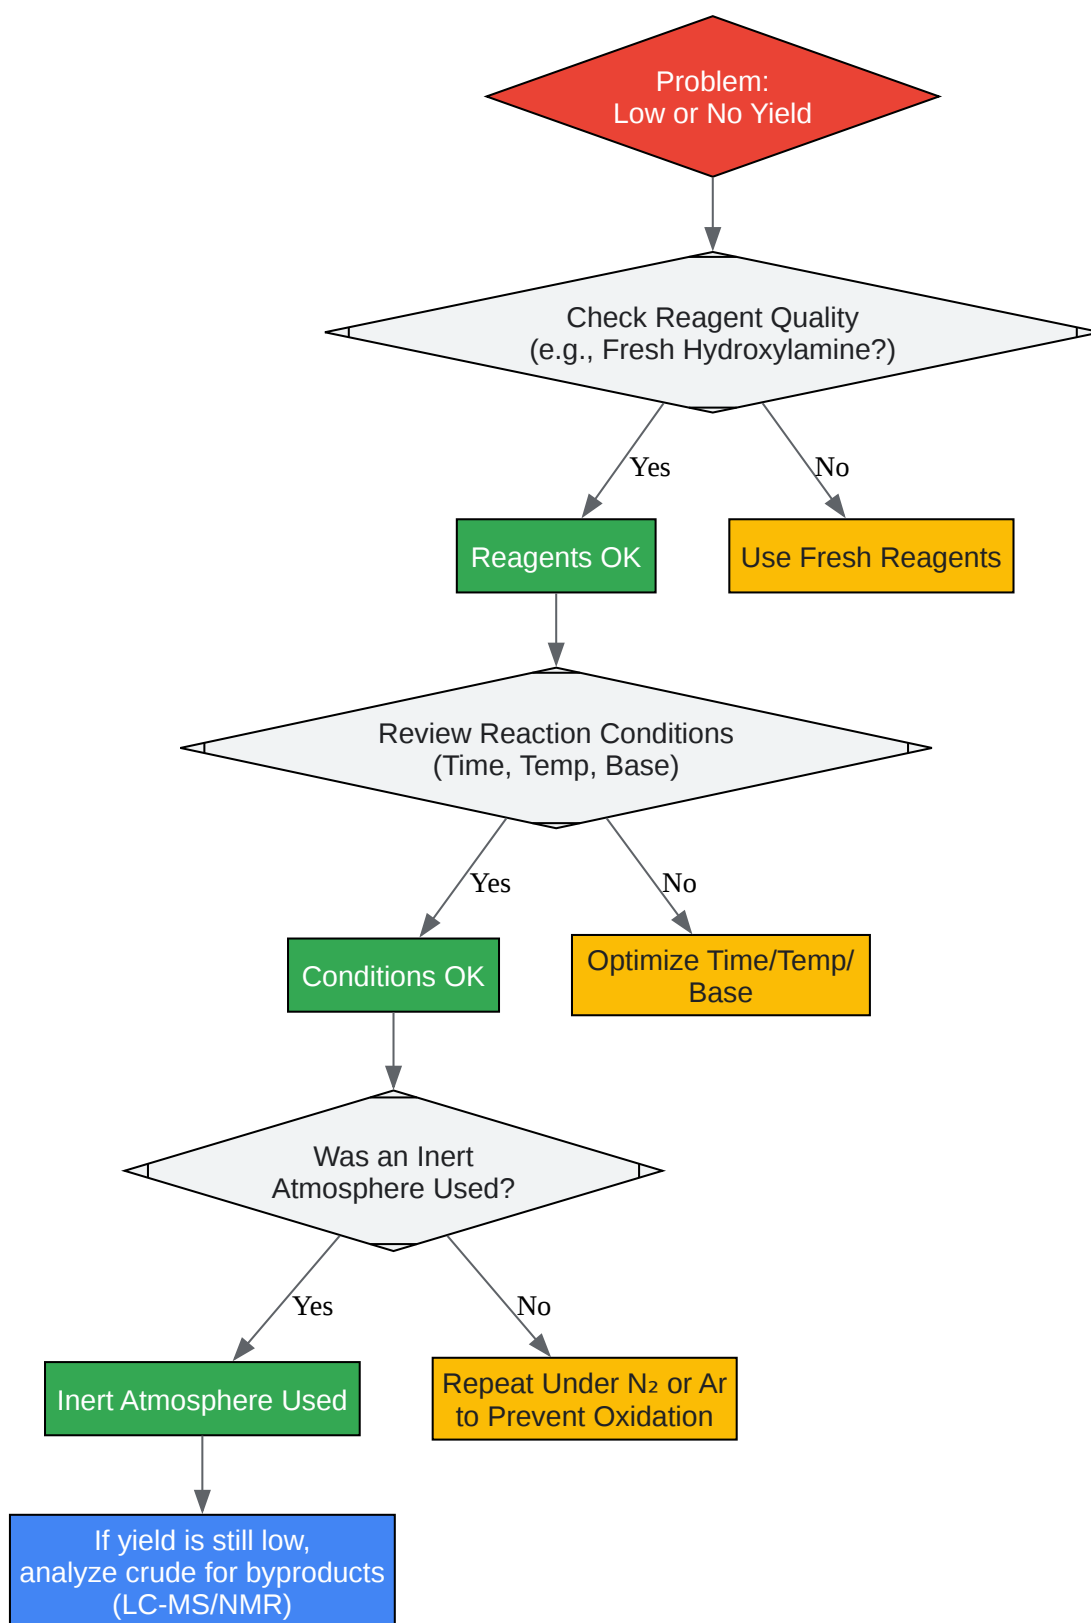 Problem:
Low or No Yield
Check Reagent Quality
(e.g., Fresh Hydroxylamine?)
Yes
No
Reagents OK
Use Fresh Reagents
Review Reaction Conditions
(Time, Temp, Base)
Yes
No
Conditions OK
Optimize Time/Temp/
Base
Was an Inert
Atmosphere Used?
Yes
No
Inert Atmosphere Used
Repeat Under N₂ or Ar
to Prevent Oxidation
If yield is still low,
analyze crude for byproducts
(LC-MS/NMR)